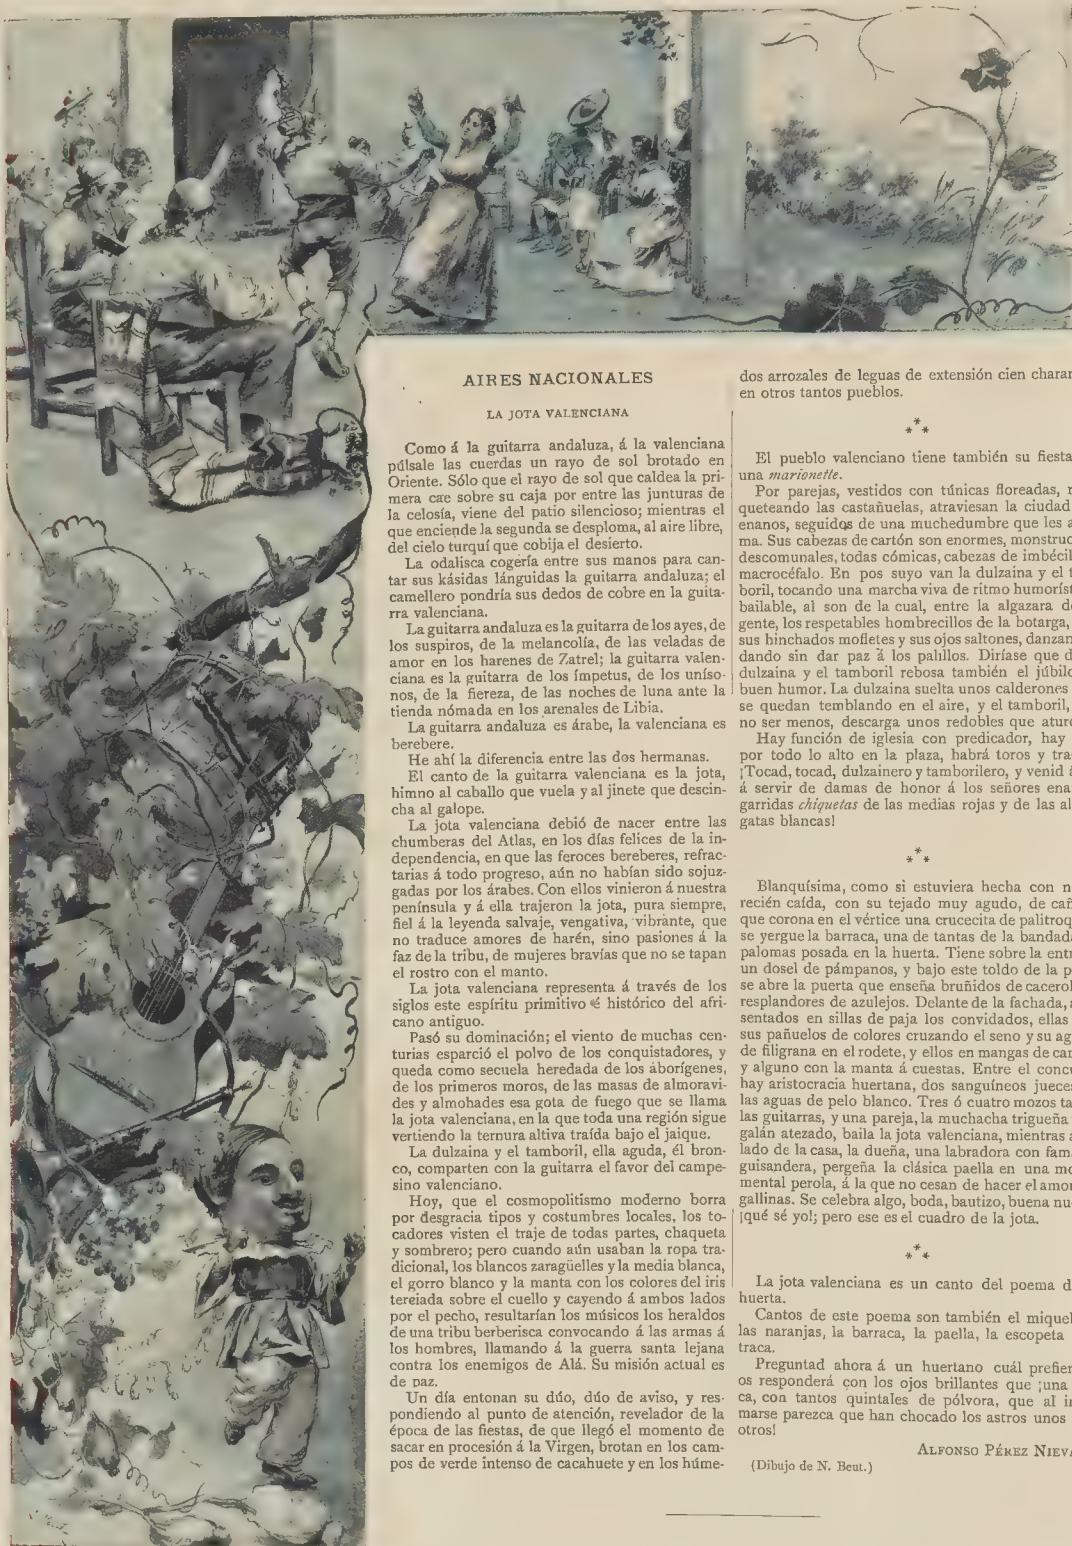 AIRES NACIONALES
LA JOTA VALENCIANA
Como á la guitarra andaluza, á la valenciana
púlsale las cuerdas un rayo de sol brotado en
Oriente. Sólo que el rayo de sol que caldea la pri-
mera cae sobre su caja por entre las junturas de
la celosía, viene del patio silencioso; mientras el
que enciende la segunda se desploma, al aire libre,
del cielo turquí que cobija el desierto.
La odalisca cogería entre sus manos para can-
tar sus kásidas lánguidas la guitarra andaluza; el
camellero pondría sus dedos de cobre en la guita-
rra valenciana.
La guitarra andaluza es la guitarra de los ayes, de
los suspiros, de la melancolía, de las veladas de
amor en los harenes de Zatrel; la guitarra valen-
ciana es la guitarra de los ímpetus, de los uníso-
nos, de la fiereza, de las noches de luna ante la
tienda nómada en los arenales de Libia.
La guitarra andaluza es árabe, la valenciana es
berebere.
He ahí la diferencia entre las dos hermanas.
El canto de la guitarra valenciana es la jota,
himno al caballo que vuela y al jinete que descin-
cha al galope.
La jota valenciana debió de nacer entre las
chumberas del Atlas, en los días felices de la in-
dependencia, en que las feroces bereberes, refrac-
tarias á todo progreso, aún no habían sido sojuz-
gadas por los árabes. Con ellos vinieron á nuestra
península y á ella trajeron la jota, pura siempre,
fiel á la leyenda salvaje, vengativa, vibrante, que
no traduce amores de harén, sino pasiones á la
faz de la tribu, de mujeres bravías que no se tapan
el rostro con el manto.
La jota valenciana representa á través de los
siglos este espíritu primitivo é histórico del afri-
cano antiguo.
Pasó su dominación; el viento de muchas cen-
turias esparció el polvo de los conquistadores, y
queda como secuela heredada de los áborígenes,
de los primeros moros, de las masas de almoravi-
des y almohades esa gota de fuego que se llama
la jota valenciana, en la que toda una región sigue
vertiendo la ternura altiva traída bajo el jaique.
La dulzaina y el tamboril, ella aguda, él bron-
co, comparten con la guitarra el favor del campe-
sino valenciano.
Hoy, que el cosmopolitismo moderno borra
por desgracia tipos y costumbres locales, los to-
cadores visten el traje de todas partes, chaqueta
y sombrero; pero cuando aún usaban la ropa tra-
dicional, los blancos zaragüelles y la media blanca,
el gorro blanco y la manta con los colores del iris
terciada sobre el cuello y cayendo á ambos lados
por el pecho, resultarían los músicos los heraldos
de una tribu berberisca convocando á las armas á
los hombres, llamando á la guerra santa lejana
contra los enemigos de Alá. Su misión actual es
de paz.
Un día entonan su dúo, dúo de aviso, y res-
pondiendo al punto de atención, revelador de la
época de las fiestas, de que llegó el momento de
sacar en procesión á la Virgen, brotan en los cam-
pos de verde intenso de cacahuete y en los húme-
dos arrozales de leguas de extensión cien charan
en otros tantos pueblos.
***
El pueblo valenciano tiene también su fiesta
una marionette.
Por parejas, vestidos con túnicas floreadas, r
queteando las castañuelas, atraviesan la ciudad
enanos, seguidos de una muchedumbre que les a
ma. Sus cabezas de cartón son enormes, monstruo
descomunales, todas cómicas, cabezas de imbécil
macrocéfalo. En pos suyo van la dulzaina y el t
boril, tocando una marcha viva de ritmo humoríst
bailable, al son de la cual, entre la algazara d
gente, los respetables hombrecillos de la botarga,
sus hinchados mofletes y sus ojos saltones, danzan
dando sin dar paz á los palillos. Diríase que d
dulzaina y el tamboril rebosa también el júbilo
buen humor. La dulzaina suelta unos calderones
se quedan temblando en el aire, y el tamboril,
no ser menos, descarga unos redobles que aturd
Hay función de iglesia con predicador, hay
por todo lo alto en la plaza, habrá toros y tra
¡Tocad, tocad, dulzainero y tamborilero, y venid á
á servir de damas de honor á los señores ena
garridas chiquetas de las medias rojas y de las al
gatas blancas!
***
Blanquísima, como si estuviera hecha con n
recién caída, con su tejado muy agudo, de cañ
que corona en el vértice una crucecita de palitroq
se yergue la barraca, una de tantas de la bandada
palomas posada en la huerta. Tiene sobre la entr
un dosel de pámpanos, y bajo este toldo de la p
se abre la puerta que enseña bruñidos de cacerol
resplandores de azulejos. Delante de la fachada, a
sentados en sillas de paja los convidados, ellas
sus pañuelos de colores cruzando el seno y su ag
de filigrana en el rodete, y ellos en mangas de cam
y alguno con la manta á cuestas. Entre el concu
hay aristocracia huertana, dos sanguíneos jueces
las aguas de pelo blanco. Tres ó cuatro mozos ta
las guitarras, y una pareja, la muchacha trigueña
galán atezado, baila la jota valenciana, mientras a
lado de la casa, la dueña, una labradora con fam
guisandera, pergeña la clásica paella en una mo
mental perola, á la que no cesan de hacer el amor
gallinas. Se celebra algo, boda, bautizo, buena nu
¡qué sé yo!; pero ese es el cuadro de la jota.
***
La jota valenciana es un canto del poema d
huerta.
Cantos de este poema son también el miquel
las naranjas, la barraca, la paella, la escopeta
traca.
Preguntad ahora á un huertano cuál prefier
os responderá con los ojos brillantes que ¡una
ca, con tantos quintales de pólvora, que al in
marse parezca que han chocado los astros unos
otros!
ALFONSO PÉREZ NIEVA
(Dibujo de N. Beut.)